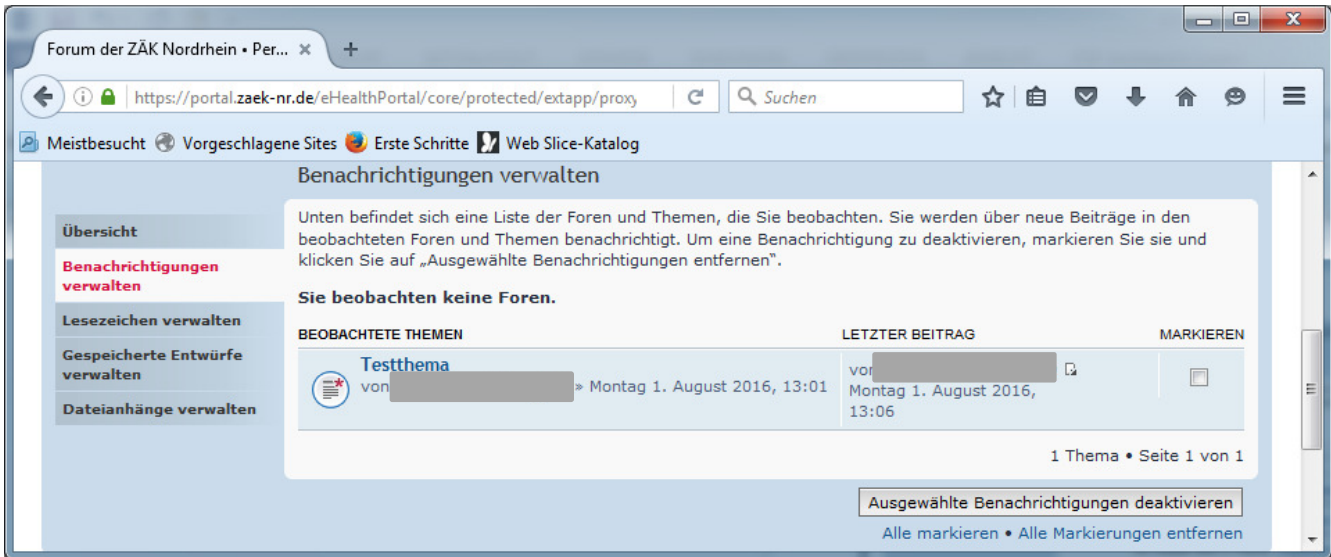 Forum der ZÄK Nordrhein • Per...
https://portal.zaek-nr.de/eHealthPortal/core/protected/extapp/proxy
Suchen
Meistbesucht Vorgeschlagene Sites Erste Schritte Web Slice-Katalog
Benachrichtigungen verwalten
Übersicht
Benachrichtigungen
verwalten
Lesezeichen verwalten
Gespeicherte Entwürfe
verwalten
Dateianhänge verwalten
Unten befindet sich eine Liste der Foren und Themen, die Sie beobachten. Sie werden über neue Beiträge in den
beobachteten Foren und Themen benachrichtigt. Um eine Benachrichtigung zu deaktivieren, markieren Sie sie und
klicken Sie auf „Ausgewählte Benachrichtigungen entfernen“.
Sie beobachten keine Foren.
BEOBACHTETE THEMEN LETZTER BEITRAG MARKIEREN
Testthema
von » Montag 1. August 2016, 13:01
von
Montag 1. August 2016,
13:06
1 Thema • Seite 1 von 1
Ausgewählte Benachrichtigungen deaktivieren
Alle markieren • Alle Markierungen entfernen